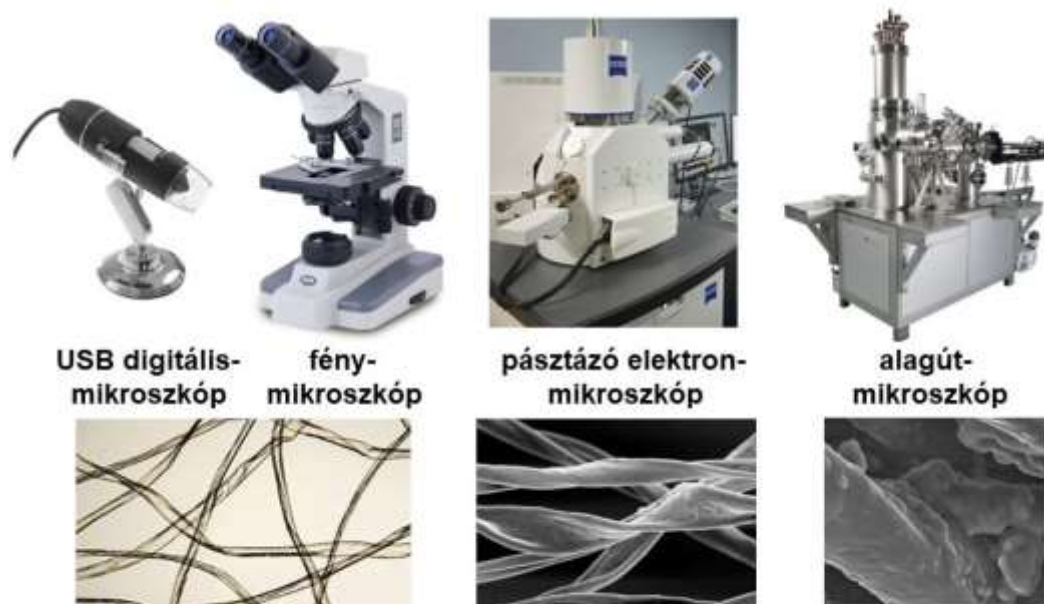 USB digitális-
mikroszkóp
fény-
mikroszkóp
pásztázó elektron-
mikroszkóp
alagút-
mikroszkóp